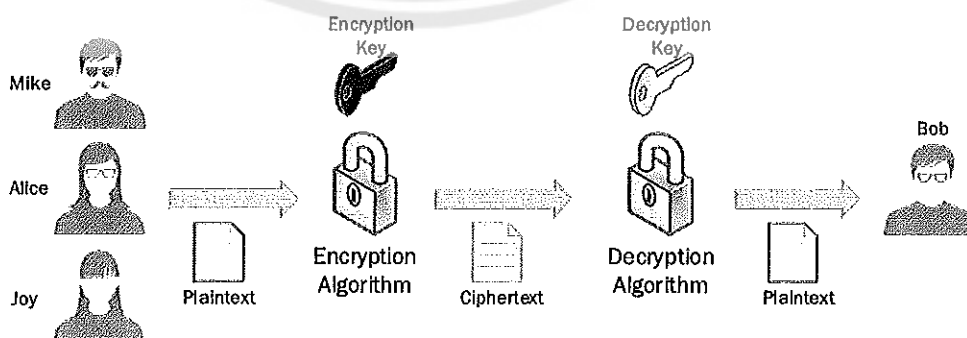 Encryption
Key
Decryption
Key
Mike
Bob
Alice
Encryption
Algorithm
Decryption
Algorithm
Plaintext
Ciphertext
Plaintext
Joy